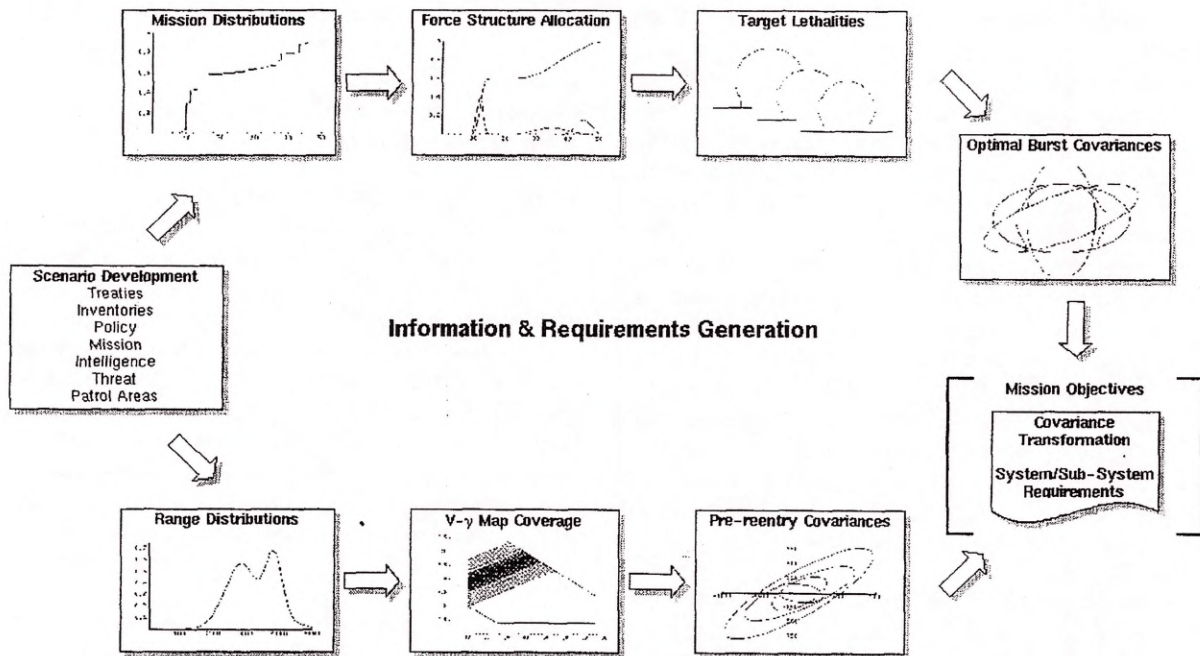 Mission Distributions
Force Structure Allocation
Target Lethalities
Optimal Burst Covariances
Scenario Development
Treaties
Inventories
Policy
Mission
Intelligence
Threat
Patrol Areas
Information & Requirements Generation
Mission Objectives
Covariance
Transformation
System/Sub-System
Requirements
Range Distributions
V-γ Map Coverage
Pre-reentry Covariances